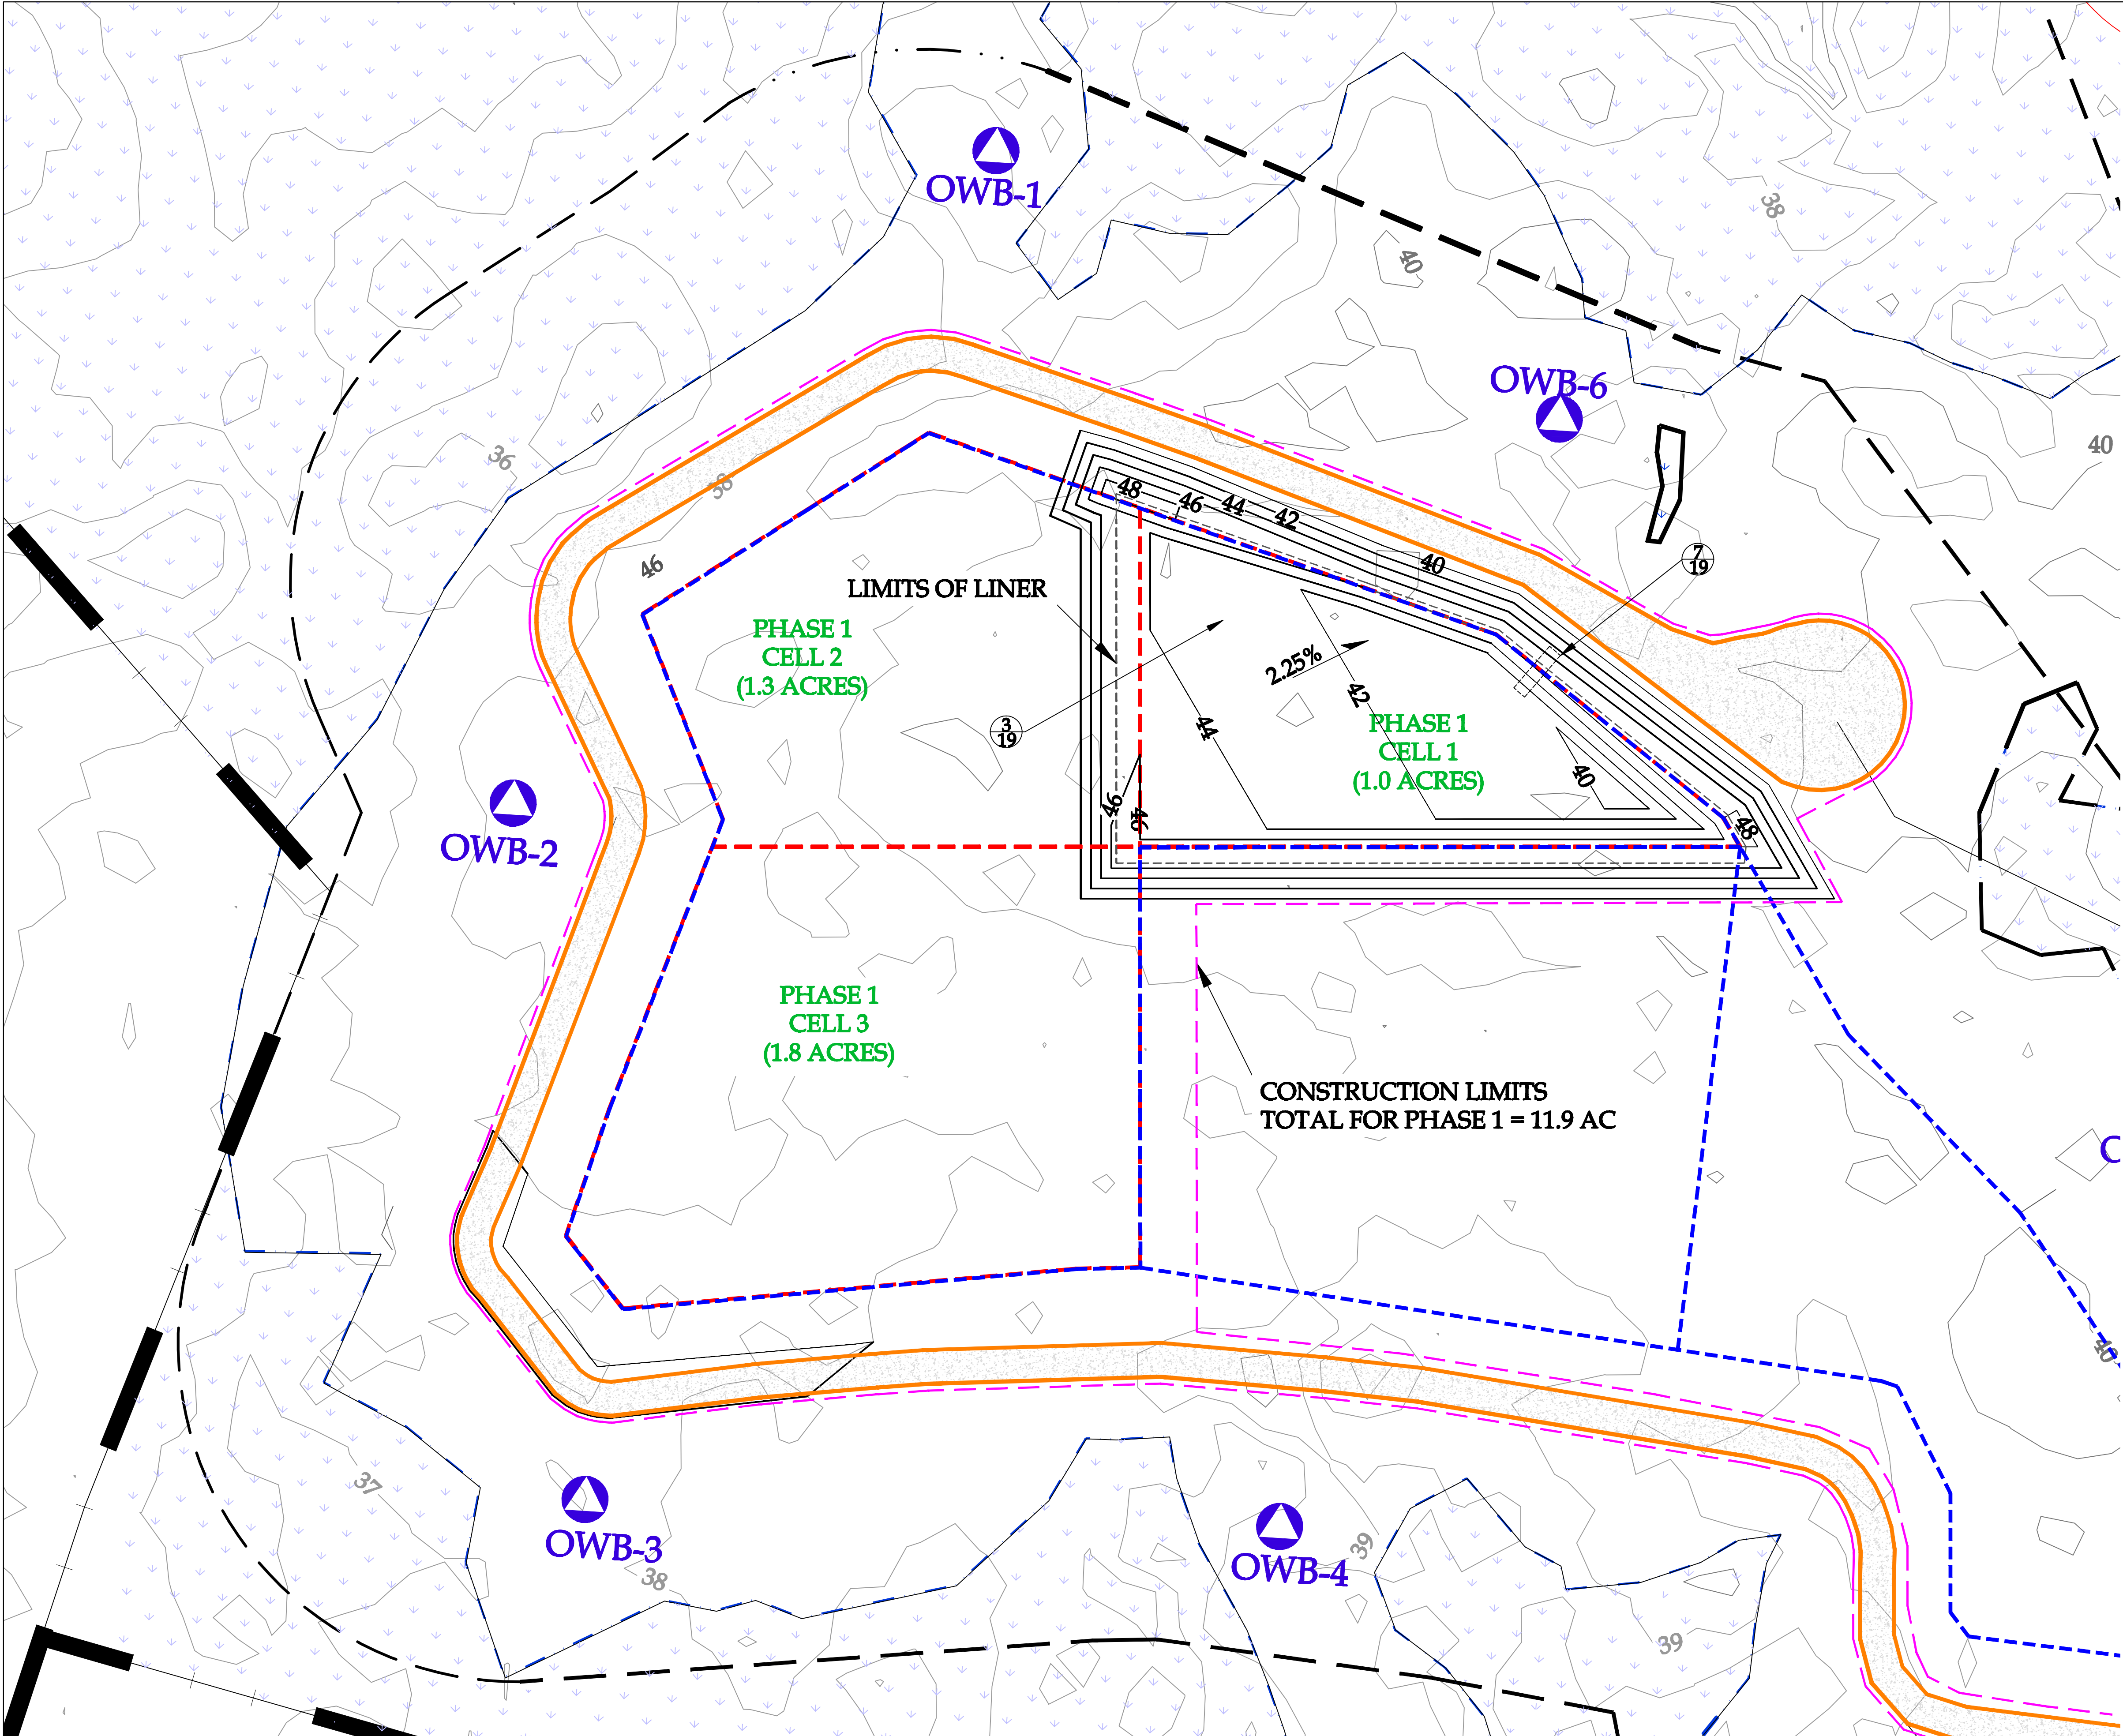 OWB-1
38
40
OWB-6
40
36
38
48
46
44
42
40
46
7
19
LIMITS OF LINER
PHASE 1
CELL 2
(1.3 ACRES)
2.25%
42
44
3
19
PHASE 1
CELL 1
(1.0 ACRES)
40
46
46
48
OWB-2
PHASE 1
CELL 3
(1.8 ACRES)
CONSTRUCTION LIMITS
TOTAL FOR PHASE 1 = 11.9 AC
40
37
OWB-3
38
OWB-4
39
39